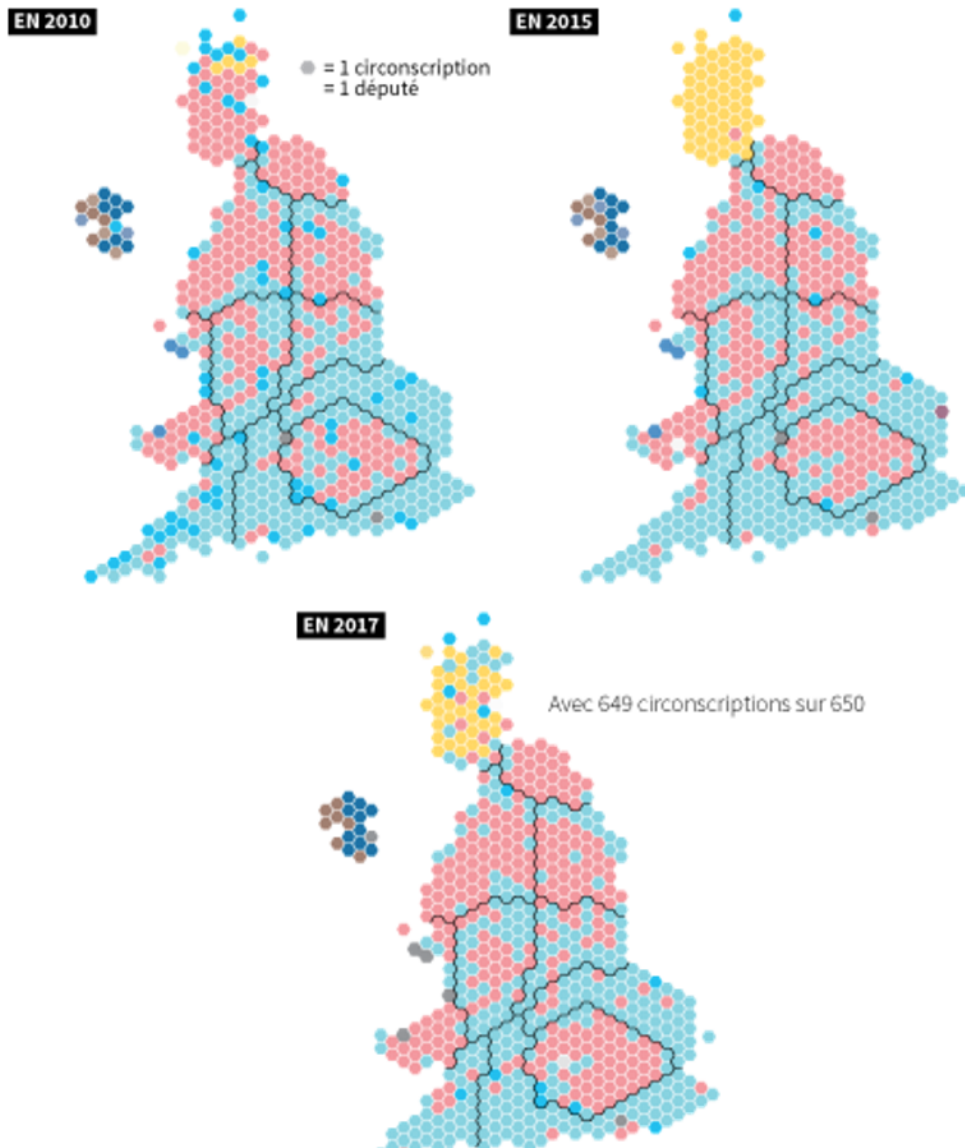 EN 2010
EN 2015
= 1 circonscription
= 1 député
EN 2017
Avec 649 circonscriptions sur 650